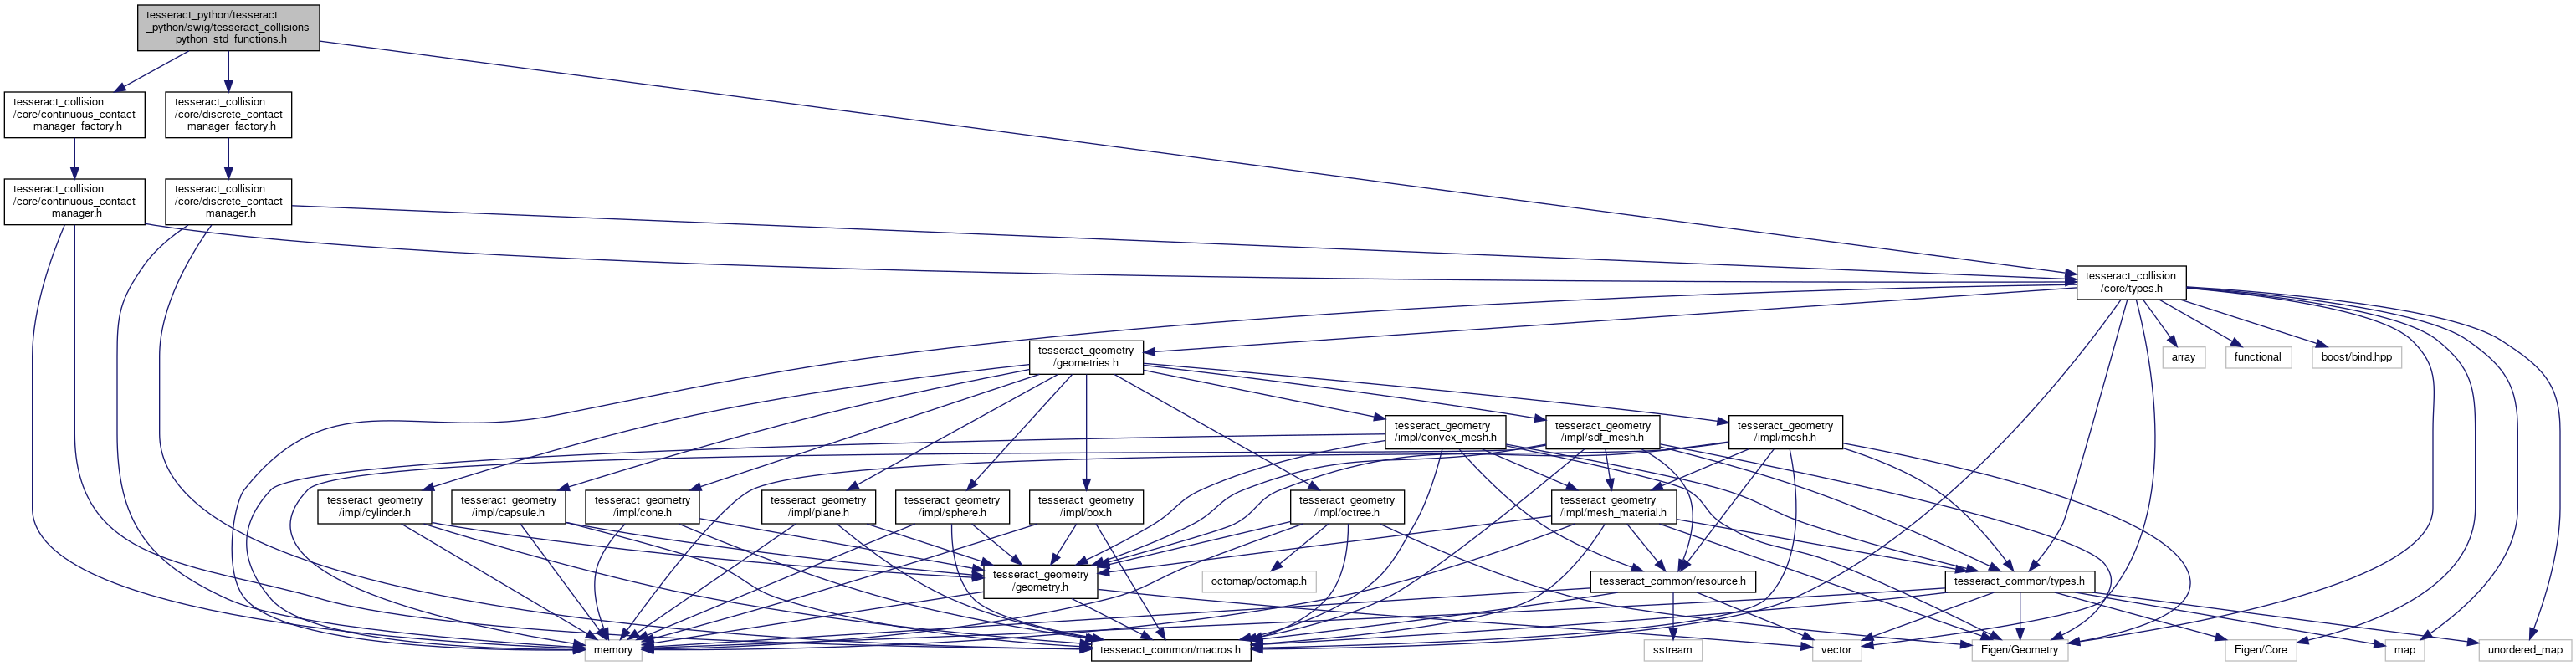 tesseract_python/tesseract
_python/swig/tesseract_collisions
_python_std_functions.h
tesseract_collision
/core/continuous_contact
_manager_factory.h
tesseract_collision
/core/discrete_contact
_manager_factory.h
tesseract_collision
/core/continuous_contact
_manager.h
tesseract_collision
/core/discrete_contact
_manager.h
tesseract_collision
/core/types.h
tesseract_geometry
/geometries.h
array
functional
boost/bind.hpp
tesseract_geometry
/impl/convex_mesh.h
tesseract_geometry
/impl/sdf_mesh.h
tesseract_geometry
/impl/mesh.h
tesseract_geometry
/impl/cylinder.h
tesseract_geometry
/impl/capsule.h
tesseract_geometry
/impl/cone.h
tesseract_geometry
/impl/plane.h
tesseract_geometry
/impl/sphere.h
tesseract_geometry
/impl/box.h
tesseract_geometry
/impl/octree.h
tesseract_geometry
/impl/mesh_material.h
tesseract_geometry
/geometry.h
octomap/octomap.h
tesseract_common/resource.h
tesseract_common/types.h
memory
tesseract_common/macros.h
sstream
vector
Eigen/Geometry
Eigen/Core
map
unordered_map